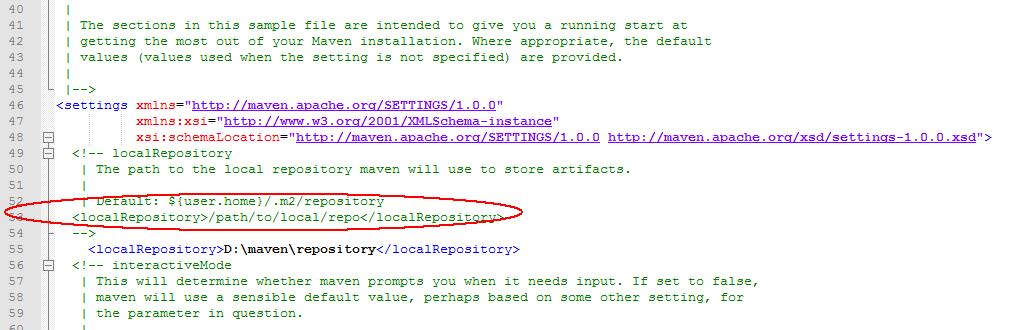 40 |
41 | The sections in this sample file are intended to give you a running start at
42 | getting the most out of your Maven installation. Where appropriate, the default
43 | values (values used when the setting is not specified) are provided.
44 |
45 |-->
46 <settings xmlns="http://maven.apache.org/SETTINGS/1.0.0"
47 xmlns:xsi="http://www.w3.org/2001/XMLSchema-instance"
48 xsi:schemaLocation="http://maven.apache.org/SETTINGS/1.0.0 http://maven.apache.org/xsd/settings-1.0.0.xsd">
49 <!-- localRepository
50 | The path to the local repository maven will use to store artifacts.
51 |
52 | Default: ${user.home}/.m2/repository
53 <localRepository>/path/to/local/repo</localRepository>
54 -->
55 <localRepository>D:\maven\repository</localRepository>
56 <!-- interactiveMode
57 | This will determine whether maven prompts you when it needs input. If set to false,
58 | maven will use a sensible default value, perhaps based on some other setting, for
59 | the parameter in question.
60 |